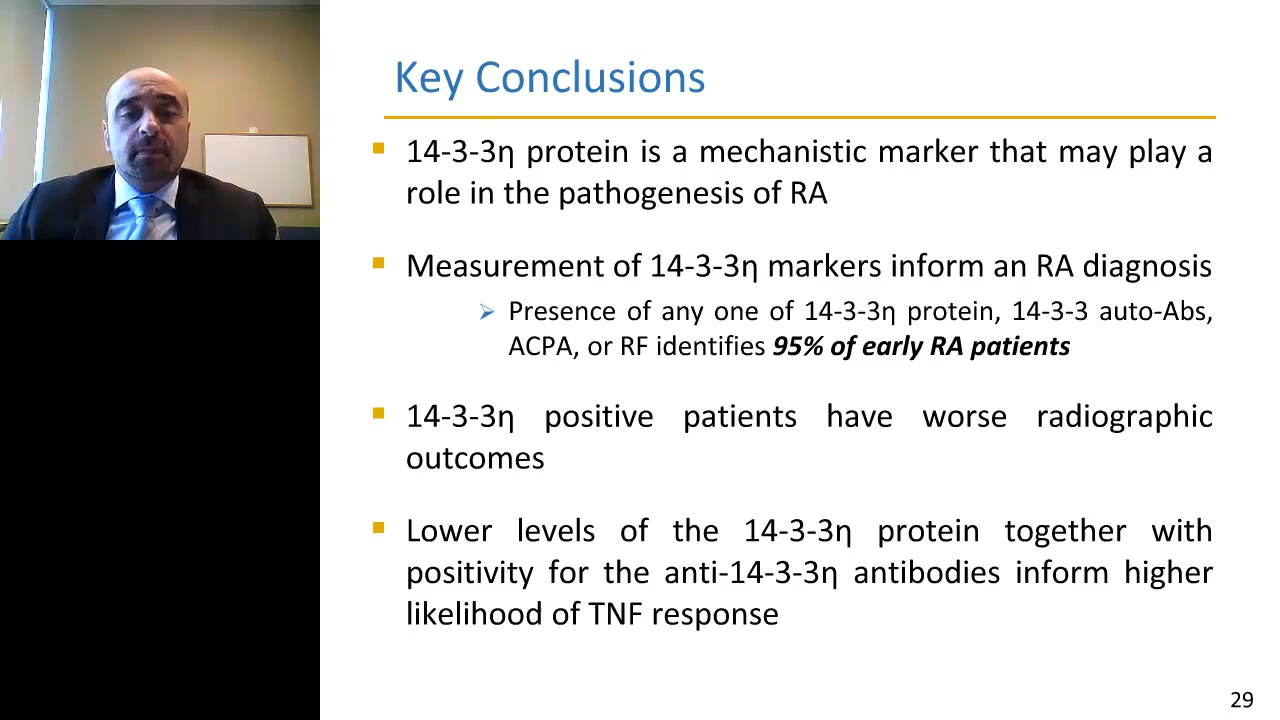 Key Conclusions
14-3-3η protein is a mechanistic marker that may play a
role in the pathogenesis of RA
Measurement of 14-3-3η markers inform an RA diagnosis
Presence of any one of 14-3-3η protein, 14-3-3 auto-Abs,
ACPA, or RF identifies 95% of early RA patients
14-3-3η positive patients have worse radiographic
outcomes
Lower levels of the 14-3-3η protein together with
positivity for the anti-14-3-3η antibodies inform higher
likelihood of TNF response
29